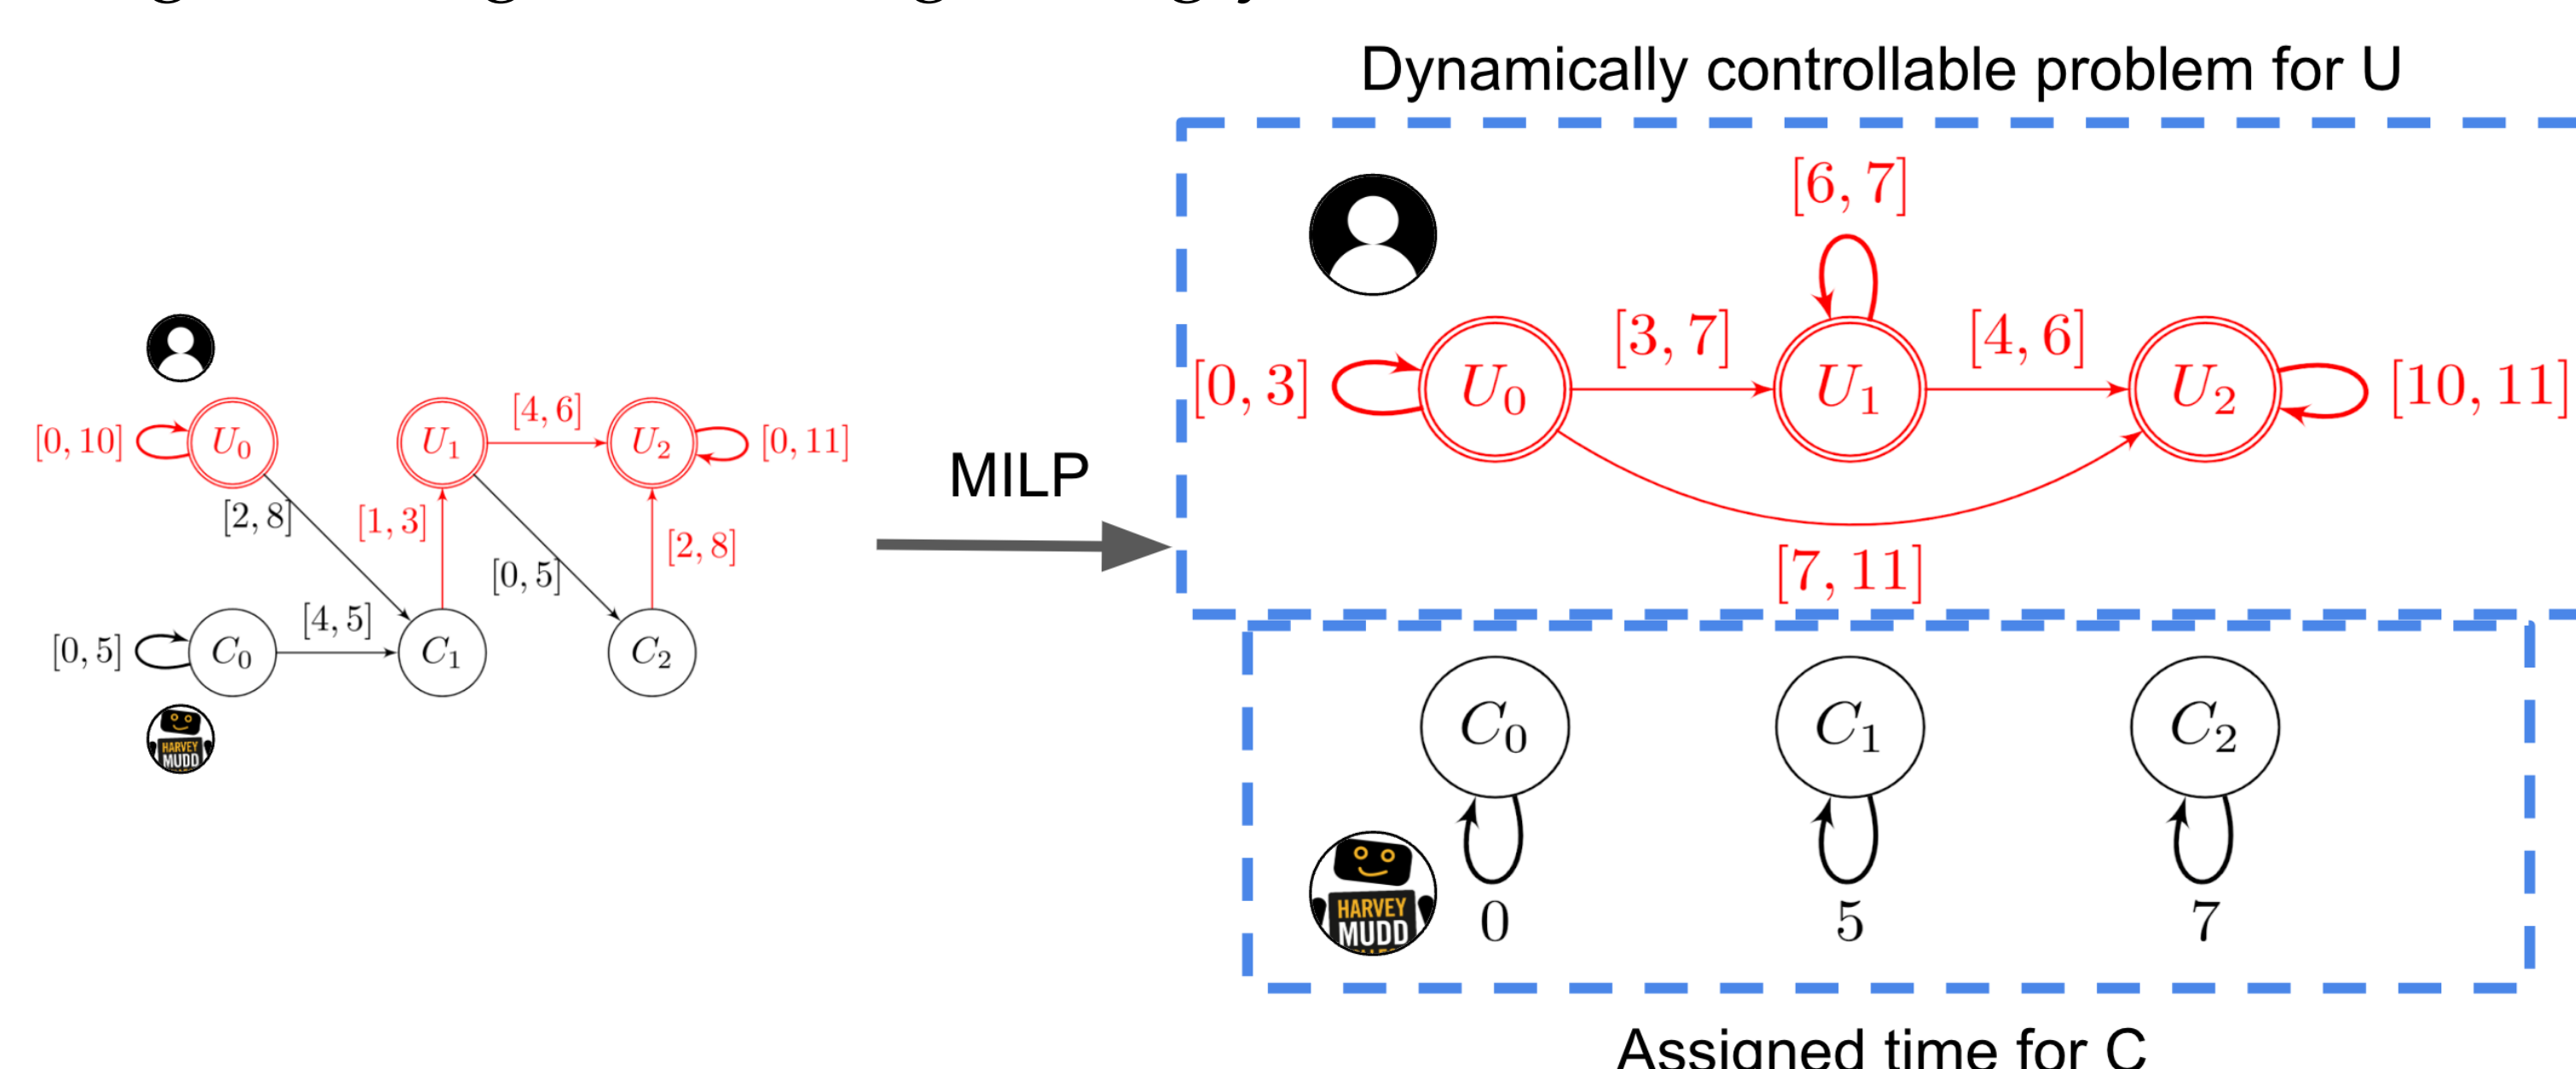 Dynamically controllable problem for U
[6, 7]
[3, 7]
[4, 6]
[0, 3]
U0
U1
U2
[10, 11]
[7, 11]
[4, 6]
[0, 10]
U0
U1
U2
[0, 11]
[2, 8]
[1, 3]
[0, 5]
[2, 8]
[4, 5]
[0, 5]
C0
C1
C2
HARVEY
MUDD
MILP
C0
C1
C2
HARVEY
MUDD
0
5
7
Assigned time for C